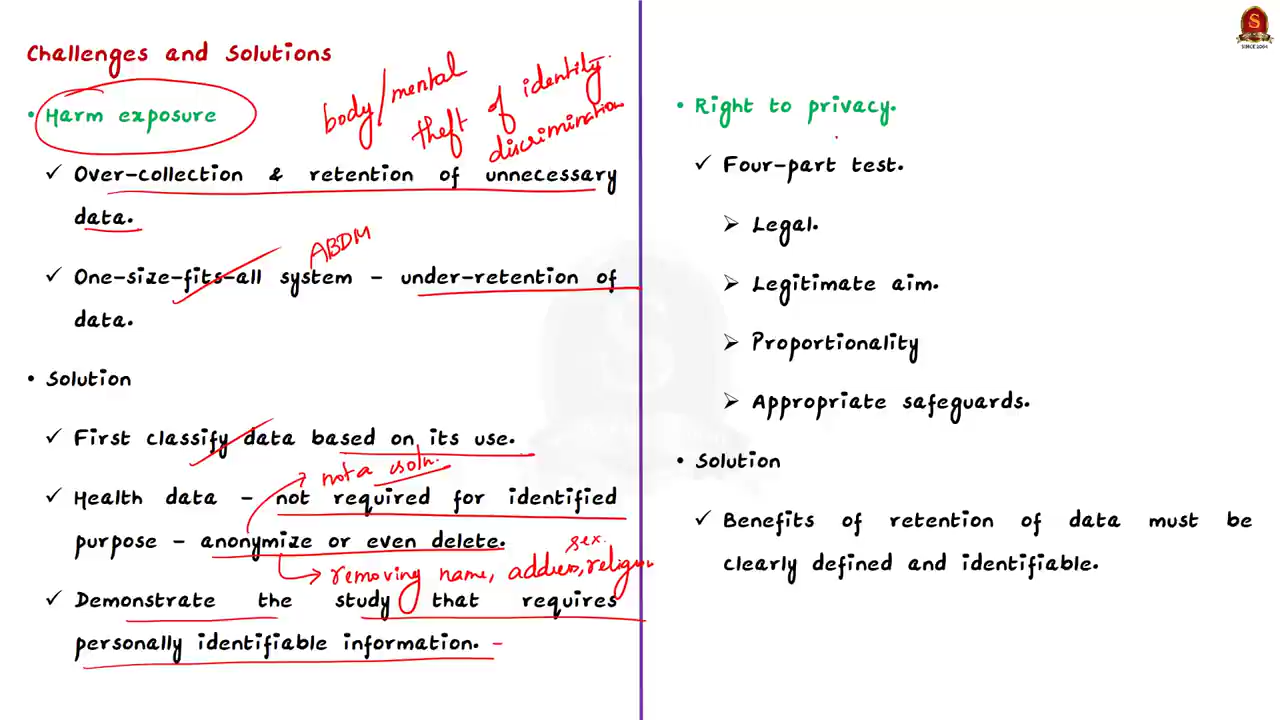 Challenges and Solutions
• Harm exposure
body/mental
theft of identity.
discrimination
✓ Over-collection & retention of unnecessary
data.
ABDM
✓ One-size-fits-all system - under-retention of
data.
• Solution
✓ First classify data based on its use.
not a soln.
✓ Health data - not required for identified
purpose - anonymize or even delete.
sex.
removing name, address, religion
✓ Demonstrate the study that requires
personally identifiable information. -
• Right to privacy.
✓ Four-part test.
➢ Legal.
➢ Legitimate aim.
➢ Proportionality
➢ Appropriate safeguards.
• Solution
✓ Benefits of retention of data must be
clearly defined and identifiable.
S
SINCE 2004